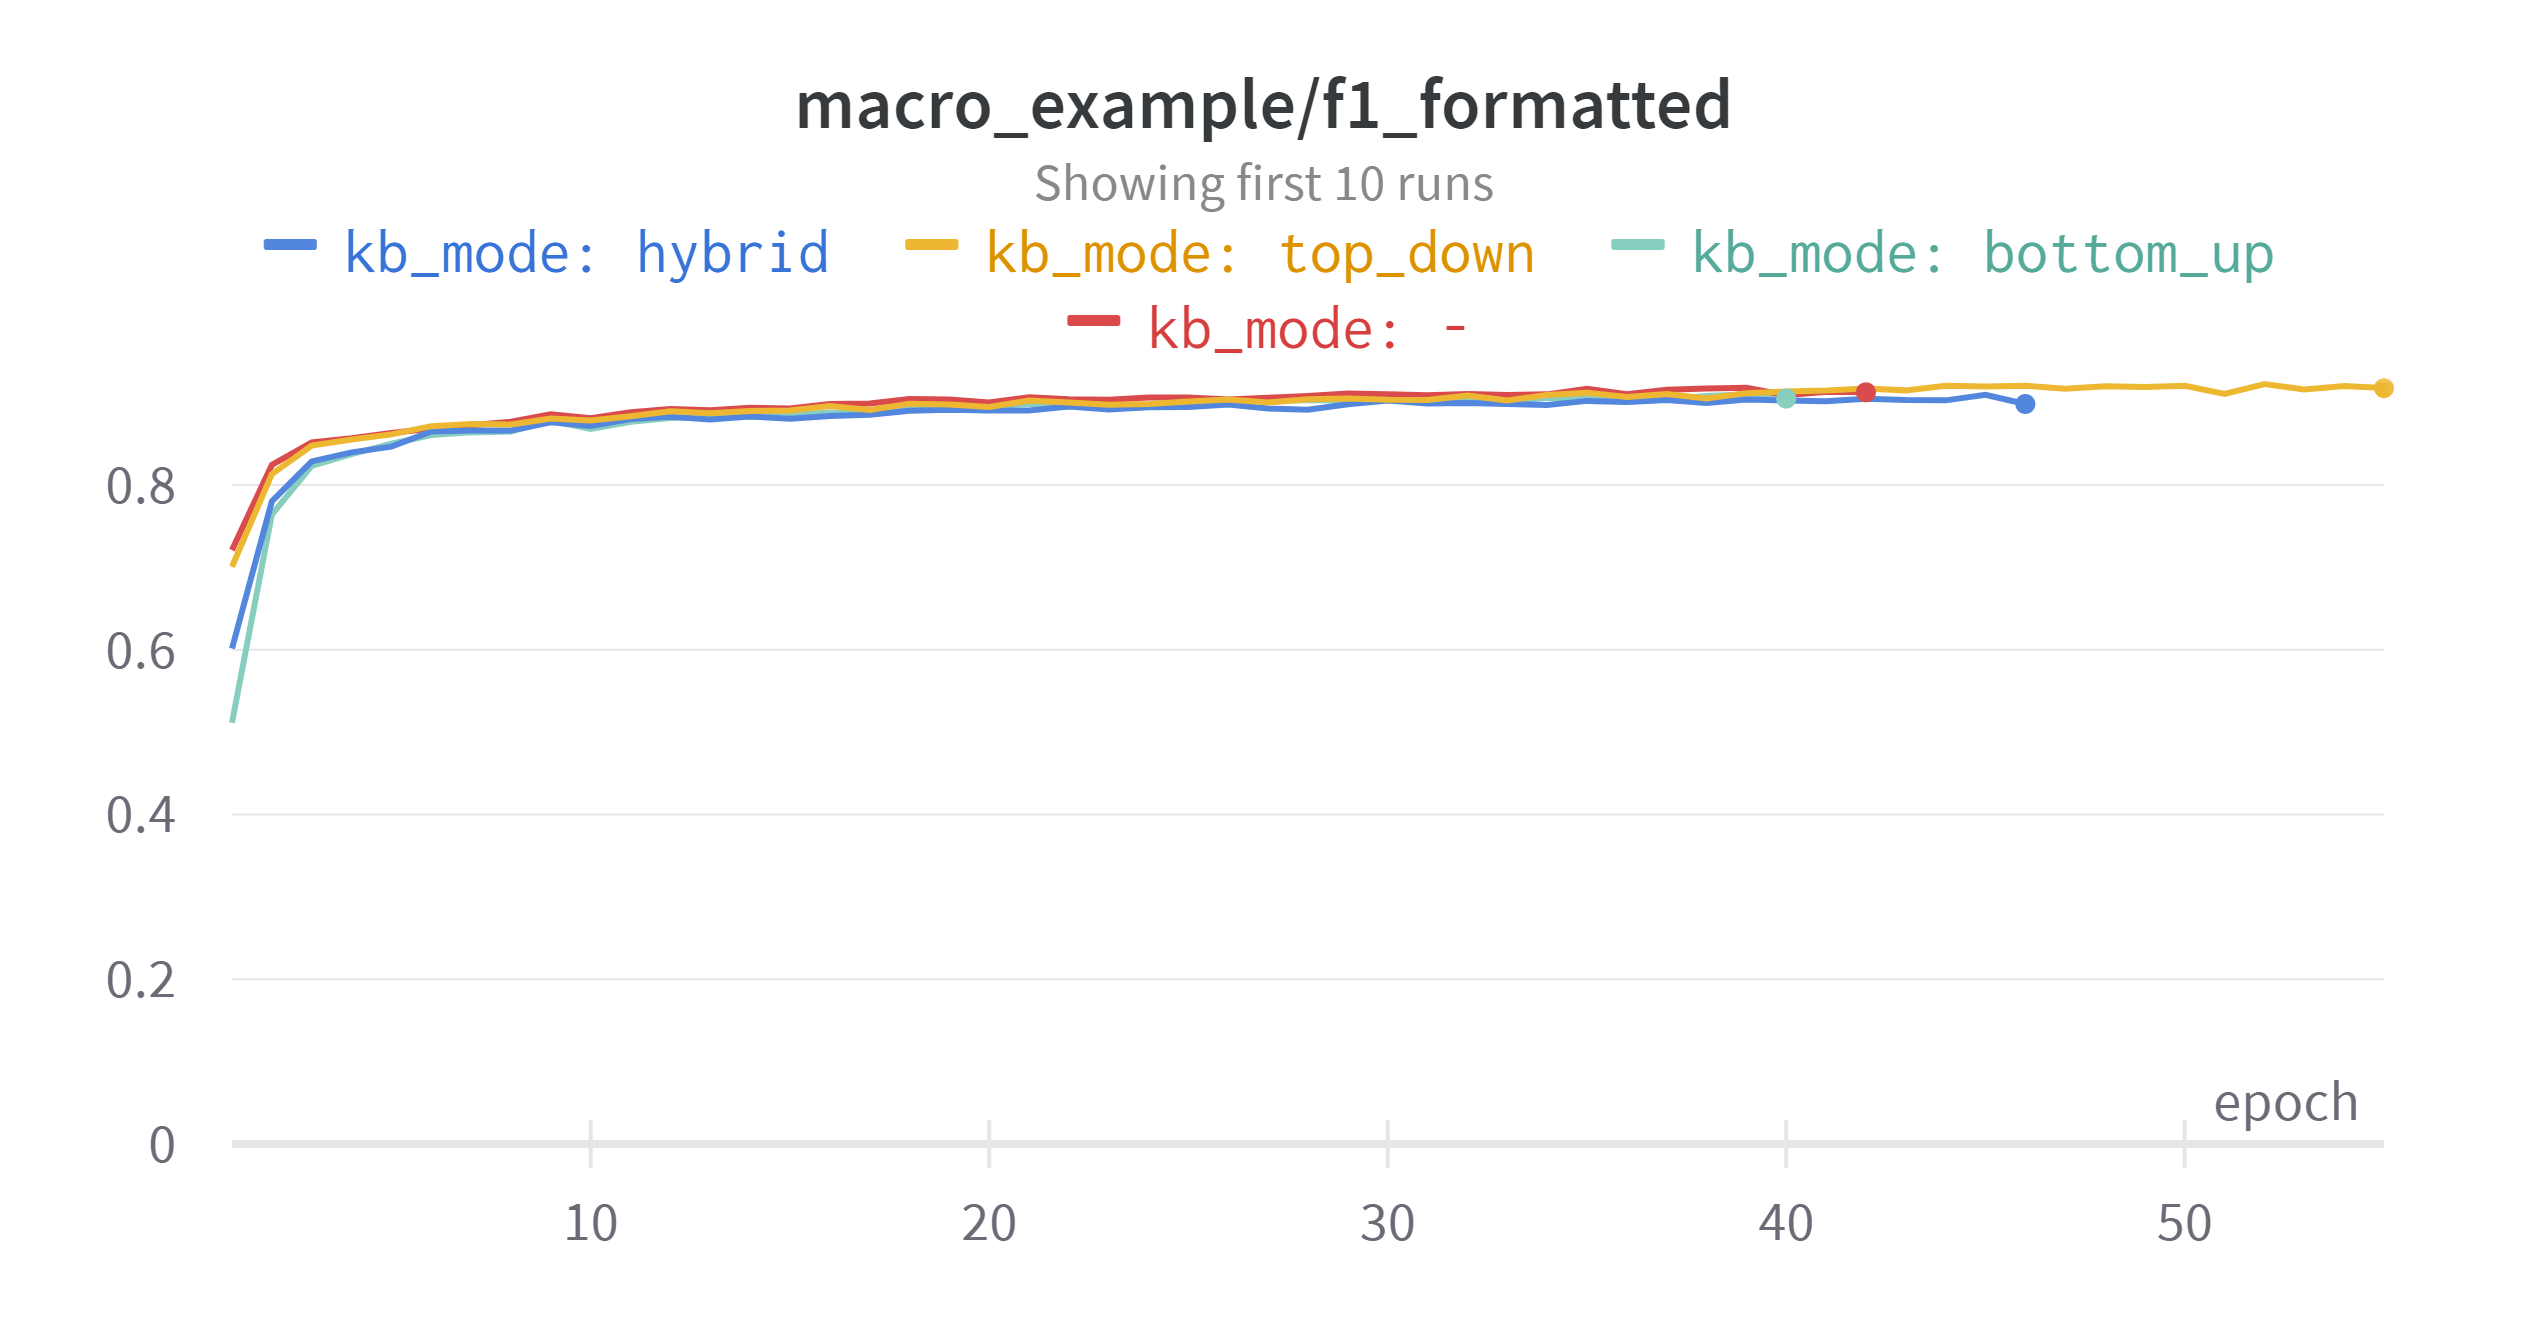 macro_example/f1_formatted
Showing first 10 runs
kb_mode: hybrid kb_mode: top_down kb_mode: bottom_up
kb_mode: -
0.8
0.6
0.4
0.2
epoch
0
10 20 30 40 50